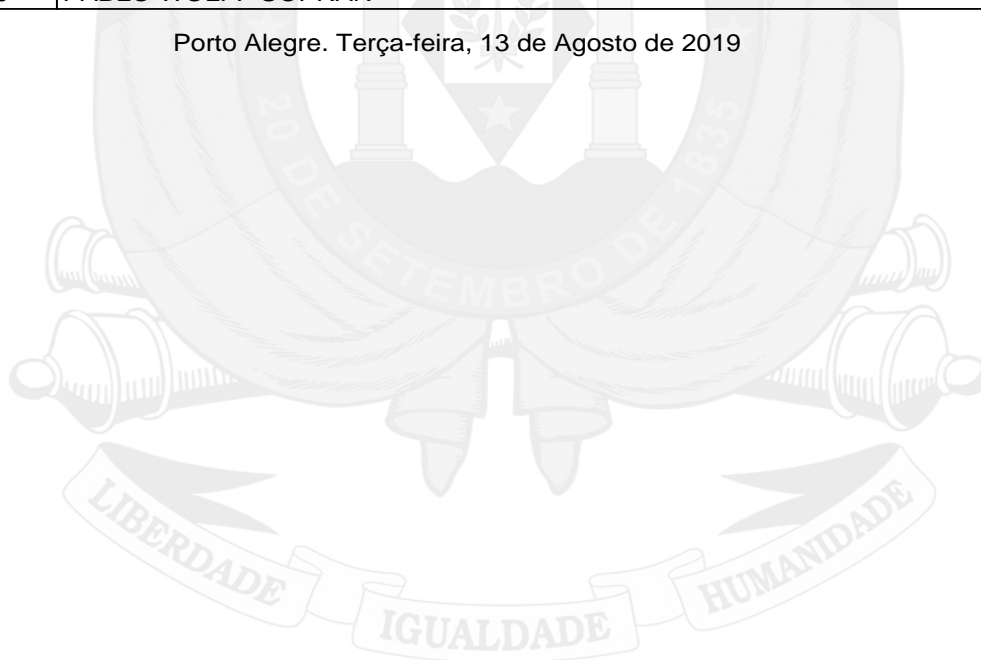 Porto Alegre. Terça-feira, 13 de Agosto de 2019
20 DE SETEMBRO DE 1835
LIBERDADE
IGUALDADE
HUMANIDADE